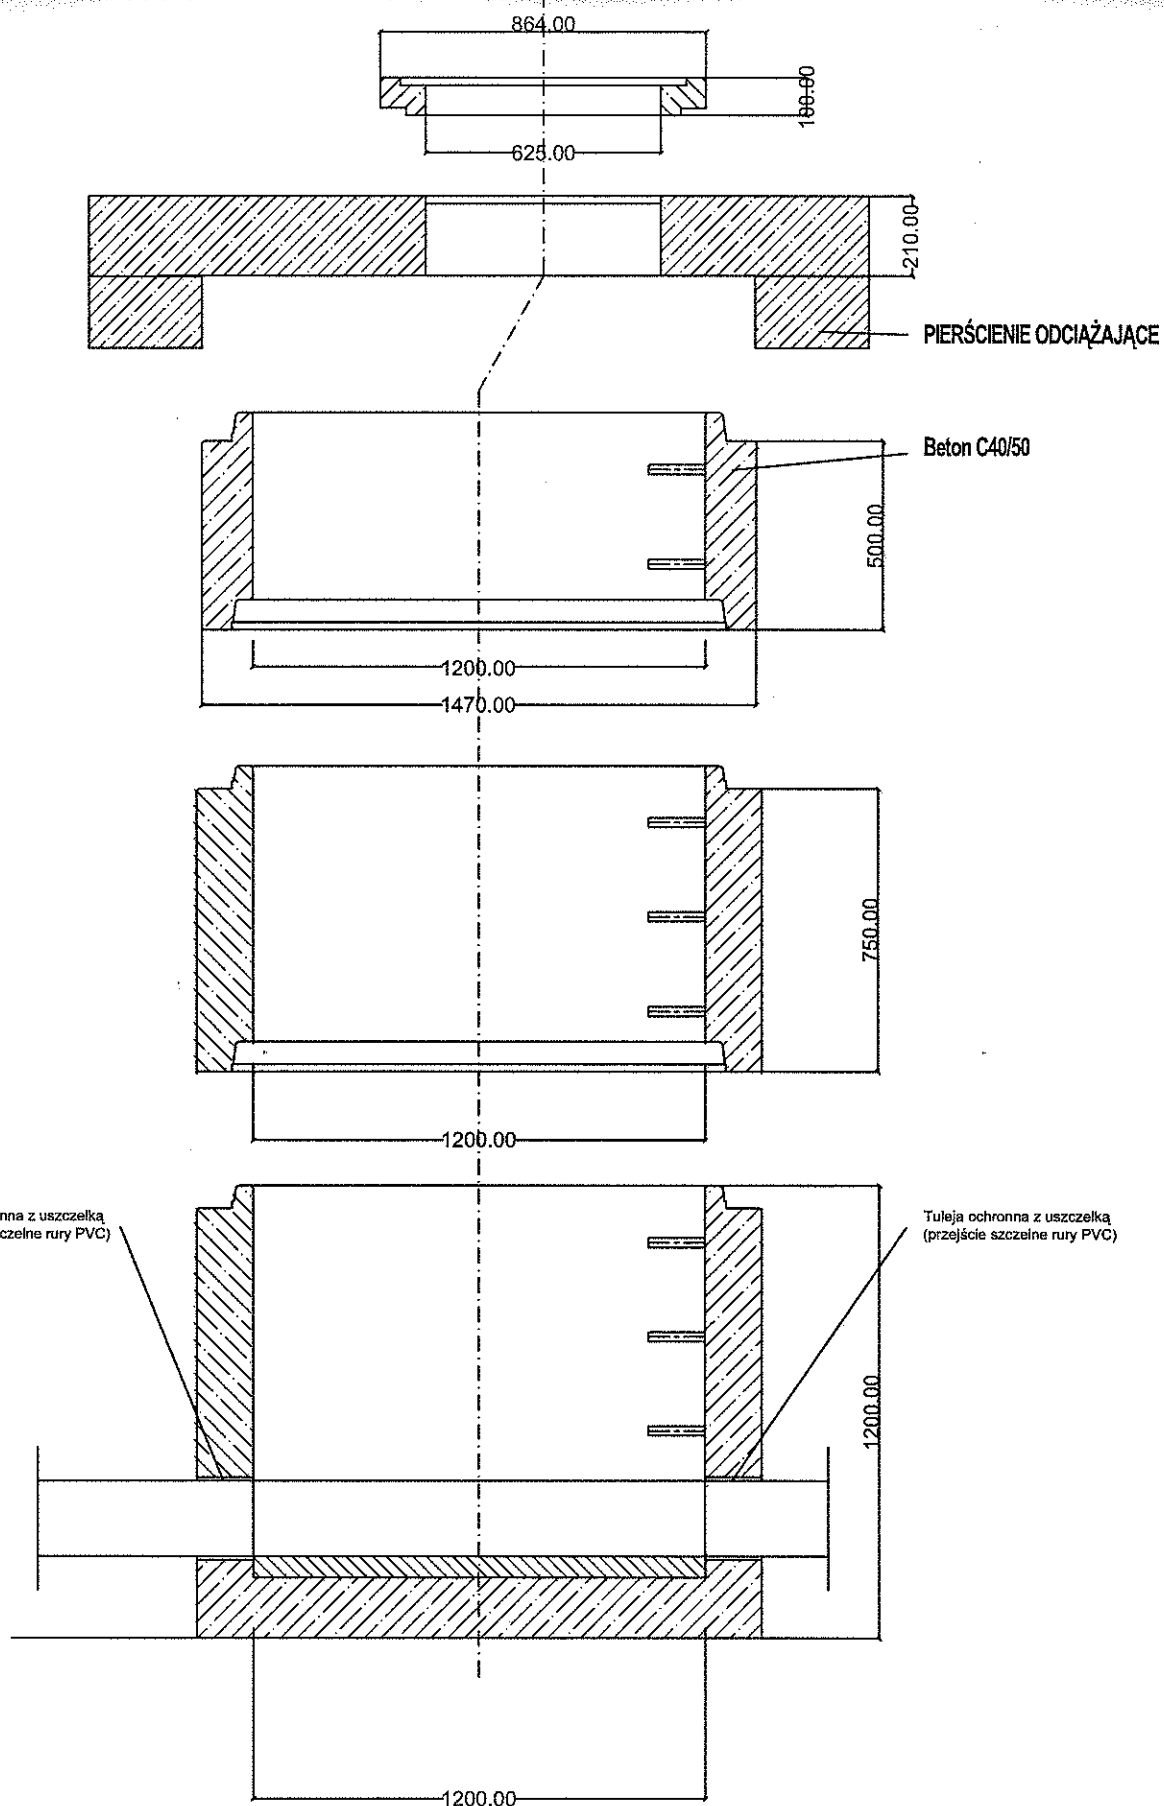 864.00
100.00
625.00
210.00
PIERŚCIENIE ODCIĄŻAJĄCE
Beton C40/50
500.00
1200.00
1470.00
750.00
1200.00
nna z uszczelką
czelne rury PVC)
Tuleja ochronna z uszczelką
(przejście szczelne rury PVC)
1200.00
1200.00